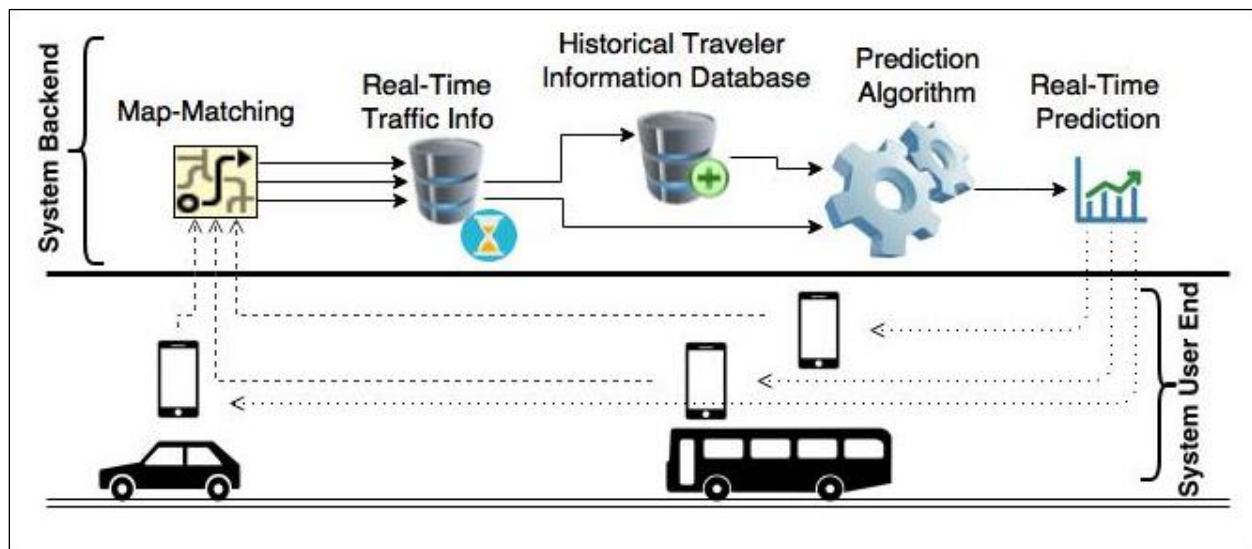 System Backend
Map-Matching
Real-Time
Traffic Info
Historical Traveler
Information Database
Prediction
Algorithm
Real-Time
Prediction
System User End